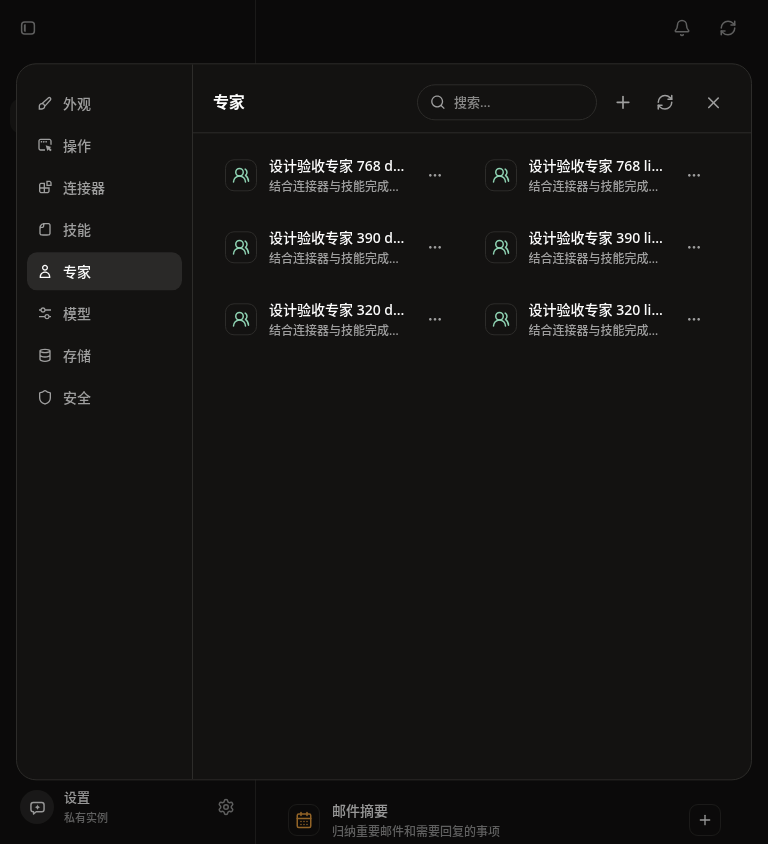 外观
操作
连接器
技能
专家
模型
存储
安全
专家
搜索...
设计验收专家 768 d...
结合连接器与技能完成...
设计验收专家 768 li...
结合连接器与技能完成...
设计验收专家 390 d...
结合连接器与技能完成...
设计验收专家 390 li...
结合连接器与技能完成...
设计验收专家 320 d...
结合连接器与技能完成...
设计验收专家 320 li...
结合连接器与技能完成...
设置
私有实例
邮件摘要
归纳重要邮件和需要回复的事项